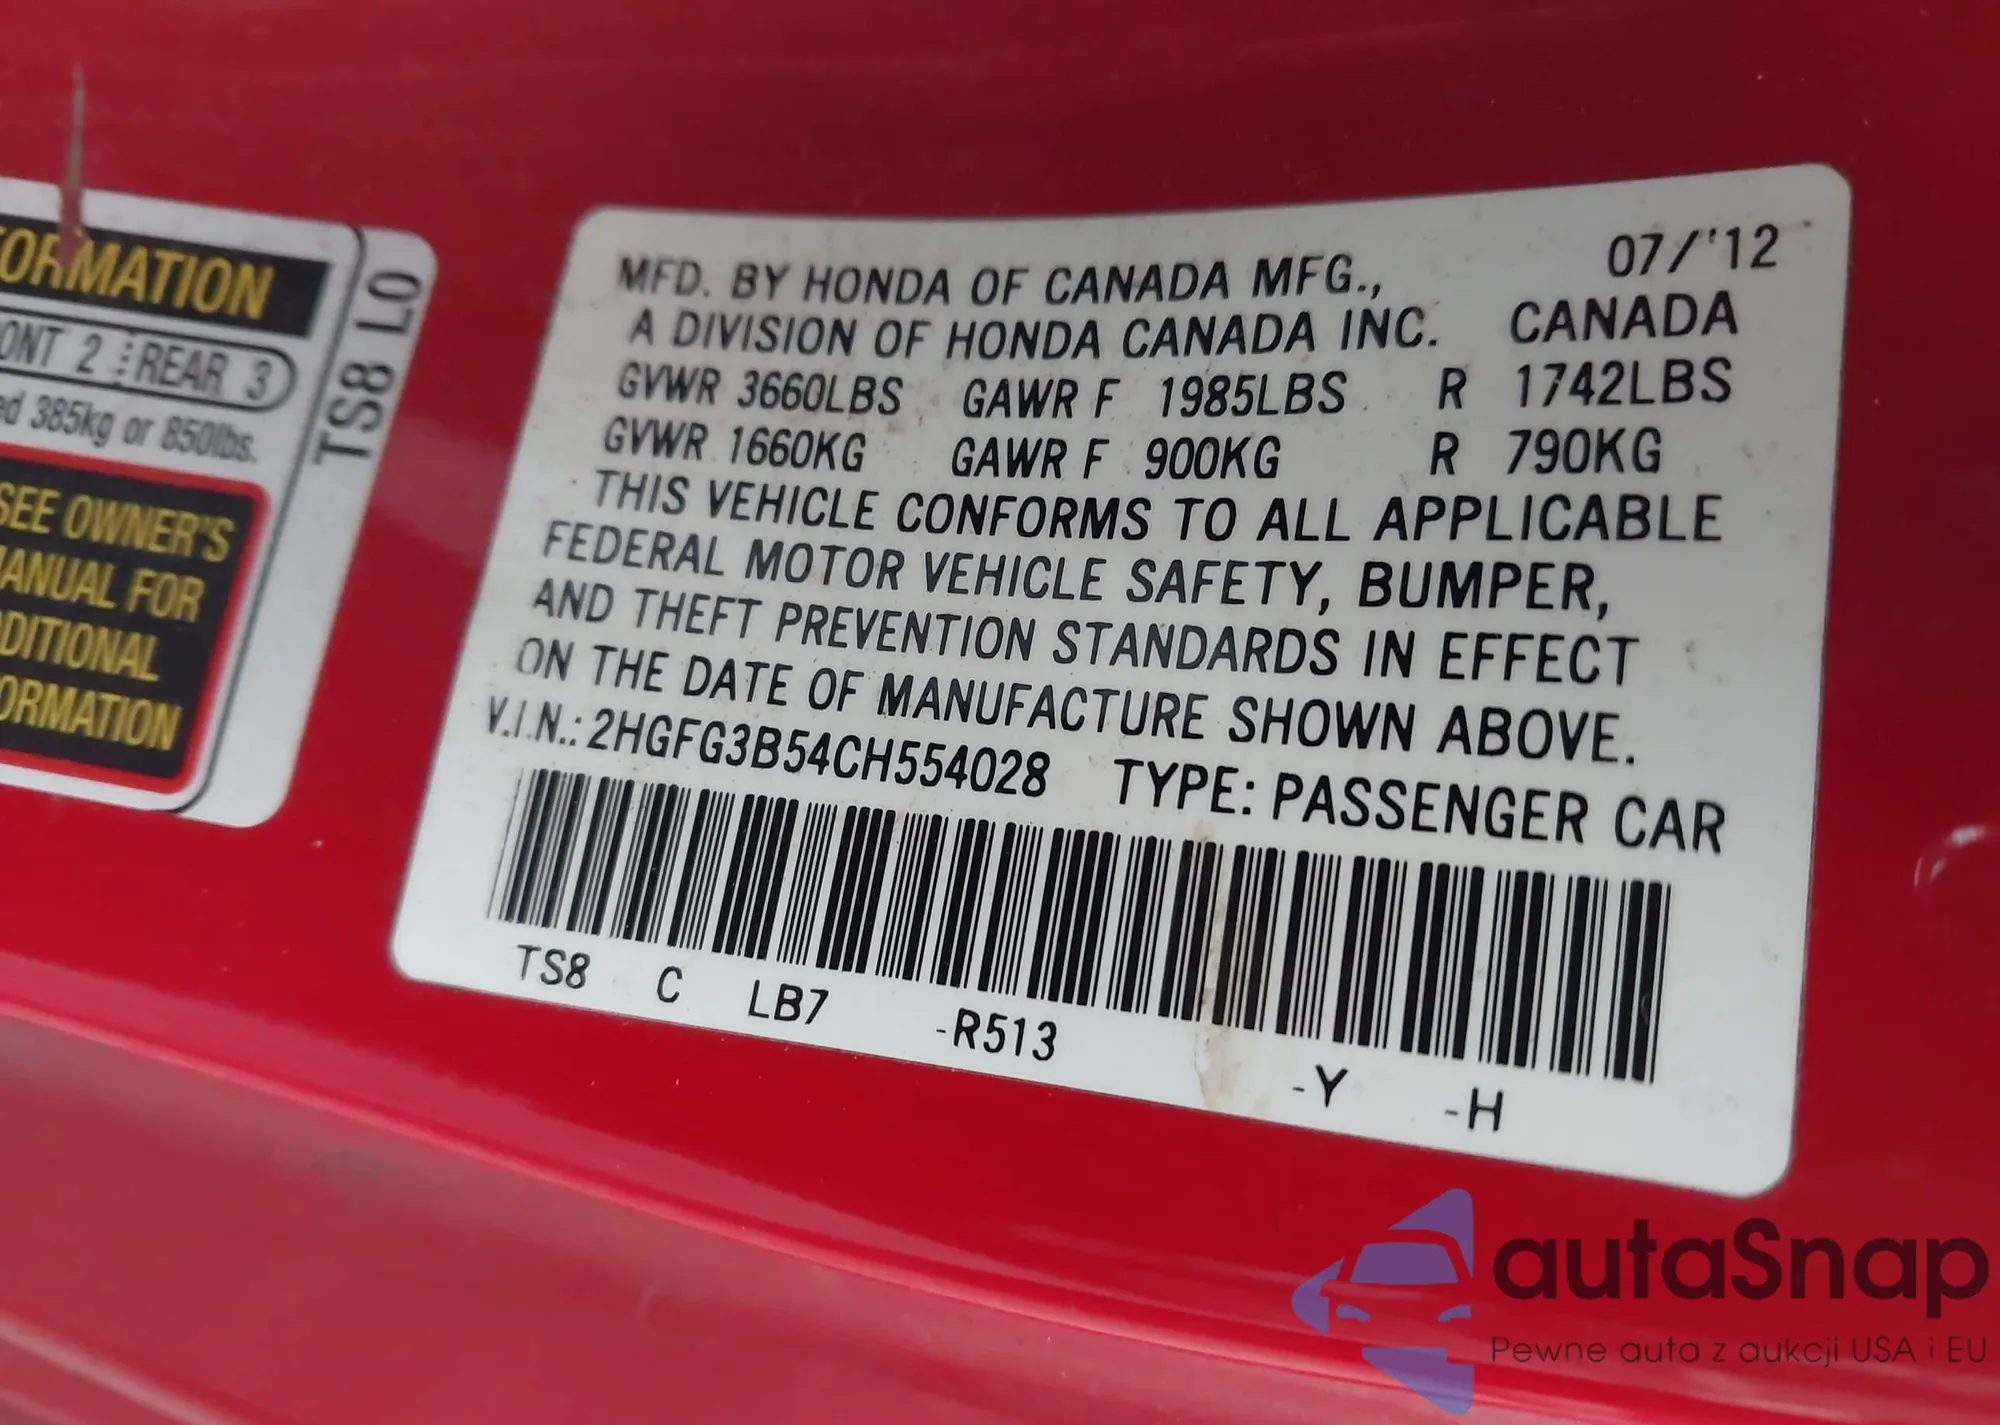 ORMATION
ONT 2 REAR 3
ed 385kg or 850lbs.
SEE OWNER'S
MANUAL FOR
DDITIONAL
ORMATION
TS8 L0
07/'12
MFD. BY HONDA OF CANADA MFG.,
A DIVISION OF HONDA CANADA INC. CANADA
GVWR 3660LBS GAWR F 1985LBS R 1742LBS
GVWR 1660KG GAWR F 900KG R 790KG
THIS VEHICLE CONFORMS TO ALL APPLICABLE
FEDERAL MOTOR VEHICLE SAFETY, BUMPER,
AND THEFT PREVENTION STANDARDS IN EFFECT
ON THE DATE OF MANUFACTURE SHOWN ABOVE.
V.I.N.: 2HGFG3B54CH554028 TYPE: PASSENGER CAR
TS8 C LB7 -R513 -Y -H
autaSnap
Pewne auta z aukcji USA i EU